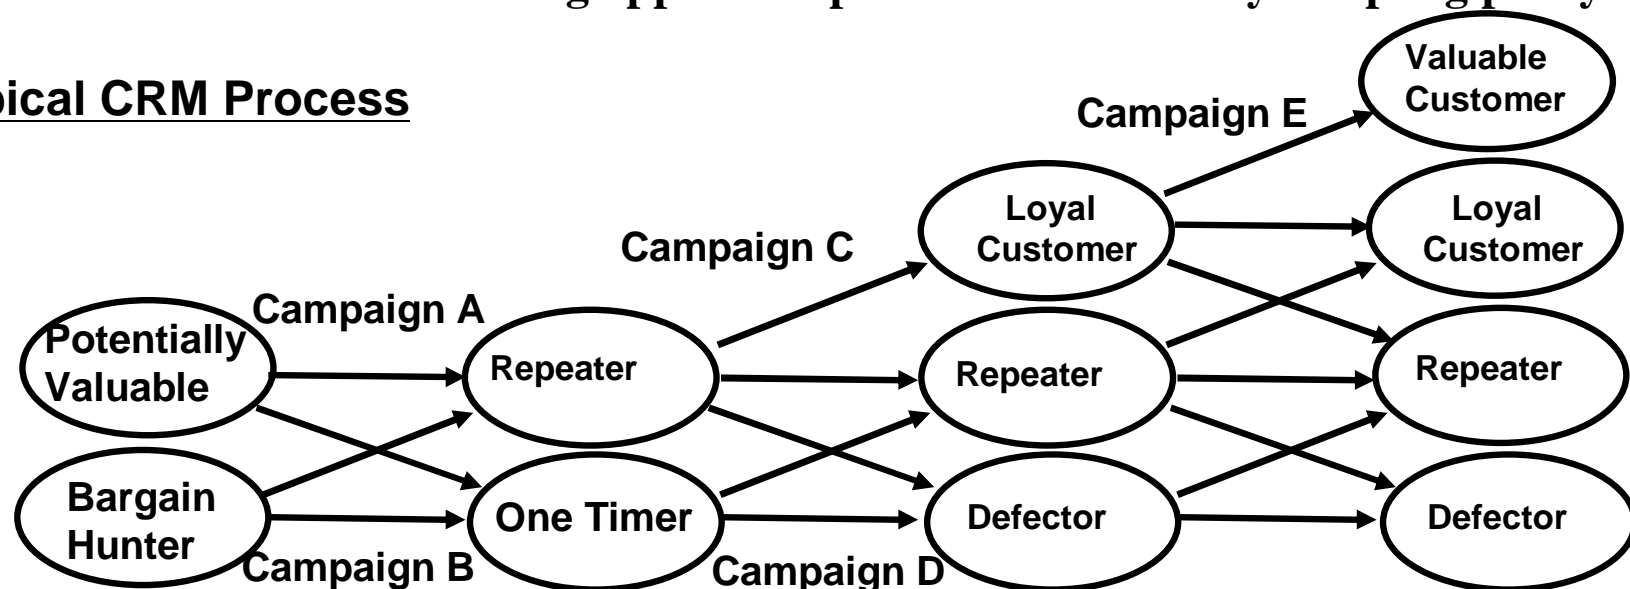 pical CRM Process
Campaign E
Valuable
Customer
Campaign C
Loyal
Customer
Loyal
Customer
Campaign A
Potentially
Valuable
Repeater
Repeater
Repeater
Bargain
Hunter
One Timer
Defector
Defector
Campaign B
Campaign D